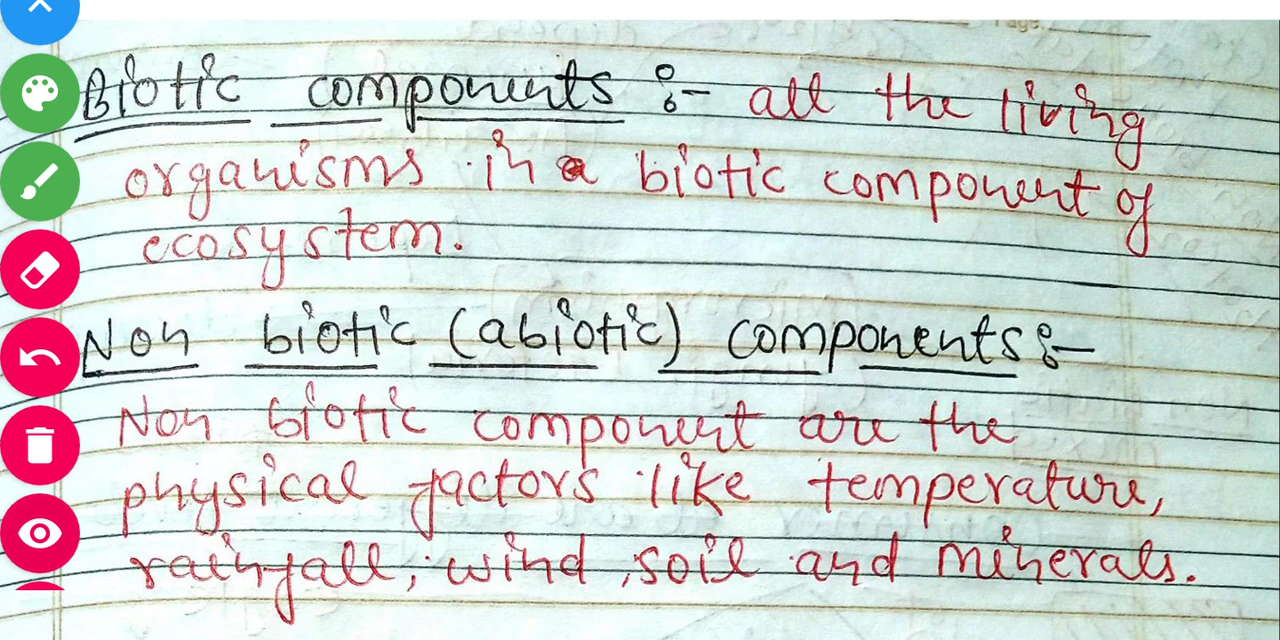 Biotic components :- all the living
organisms in a biotic component of
ecosystem.
Non biotic (abiotic) components :-
Non biotic component are the
physical factors like temperature,
rainfall, wind, soil and minerals.